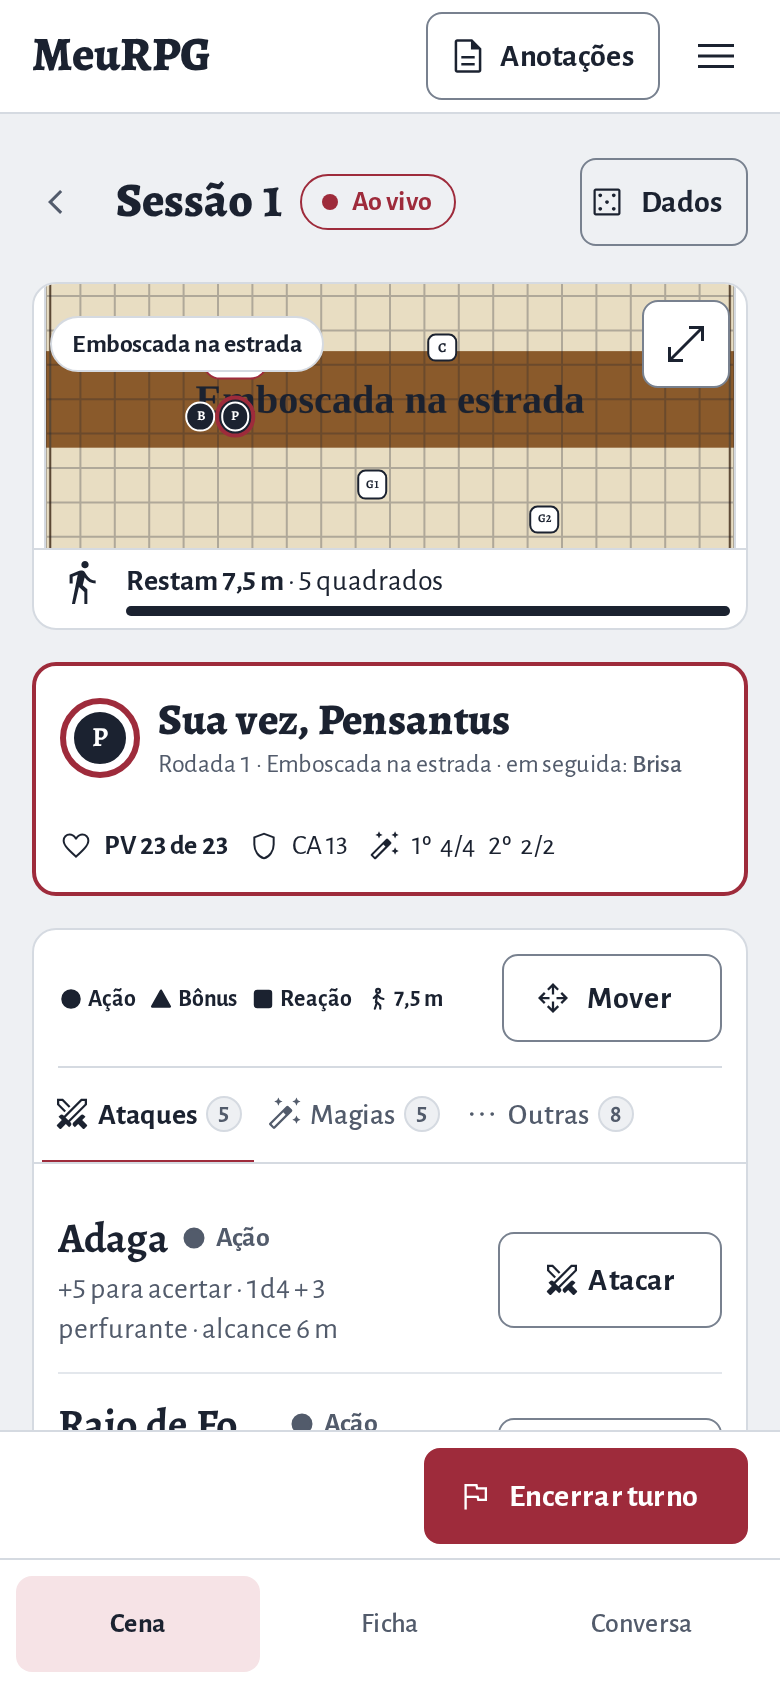 MeuRPG
Anotações
Sessão 1
Ao vivo
Dados
Emboscada na estrada
C
Emboscada na estrada
B
P
G1
G2
Restam 7,5 m · 5 quadrados
P
Sua vez, Pensantus
Rodada 1 · Emboscada na estrada · em seguida: Brisa
PV 23 de 23
CA 13
1º 4/4 2º 2/2
Ação
Bônus
Reação
7,5 m
Mover
Ataques 5
Magias 5
Outras 8
Adaga
Ação
+5 para acertar · 1d4 + 3
perfurante · alcance 6 m
Atacar
Raio de Fo
Ação
Encerrar turno
Cena
Ficha
Conversa